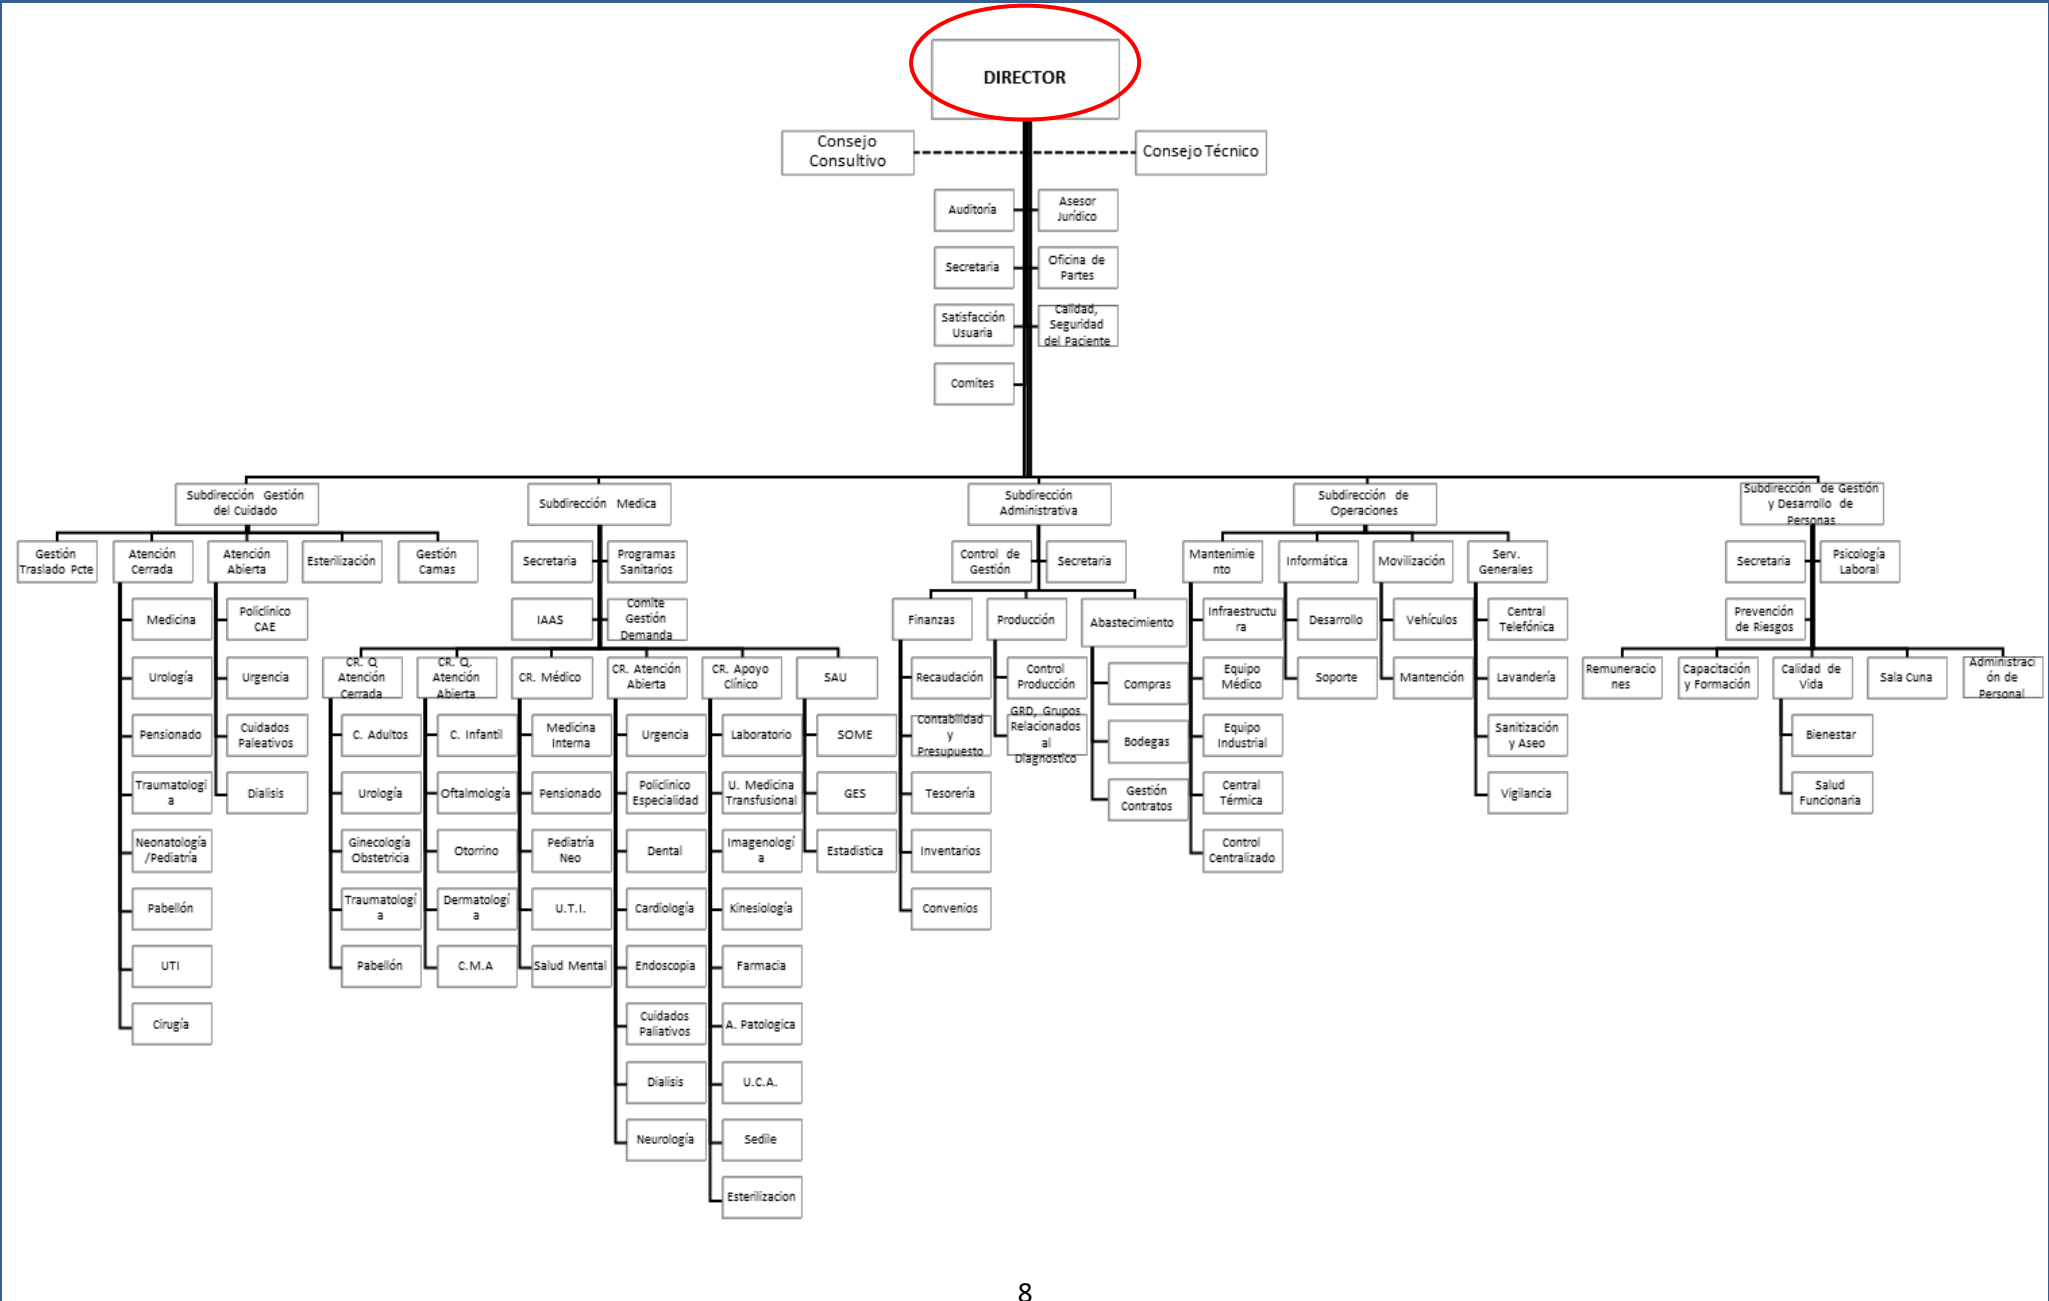 DIRECTOR
Consejo
Consultivo
Consejo Técnico
Auditoría
Asesor
Jurídico
Secretaria
Oficina de
Partes
Satisfacción
Usuaria
Calidad,
Seguridad
del Paciente
Comites
Subdirección Gestión
del Cuidado
Subdirección Medica
Subdirección
Administrativa
Subdirección de
Operaciones
Subdirección de Gestión
y Desarrollo de
Personas
Gestión
Traslado Pcte
Atención
Cerrada
Atención
Abierta
Esterilización
Gestión
Camas
Medicina
Urología
Pensionado
Traumatologi
a
Neonatología
/Pediatría
Pabellón
UTI
Cirugía
Policlínico
CAE
Urgencia
Cuidados
Paleativos
Dialisis
Secretaria
Programas
Sanitarios
IAAS
Comite
Gestión
Demanda
CR. Q
Atención
Cerrada
CR. Q.
Atención
Abierta
CR. Médico
CR. Atención
Abierta
CR. Apoyo
Clínico
SAU
C. Adultos
Urología
Ginecología
Obstetricia
Traumatologí
a
Pabellón
C. Infantil
Oftalmología
Otorrino
Dermatologí
a
C.M.A
Medicina
Interna
Pensionado
Pediatría
Neo
U.T.I.
Salud Mental
Urgencia
Policlinico
Especialidad
Dental
Cardiología
Endoscopia
Cuidados
Paliativos
Dialisis
Neurología
Laboratorio
U. Medicina
Transfusional
Imagenologí
a
Kinesiología
Farmacia
A. Patologica
U.C.A.
Sedile
Esterilizacion
SOME
GES
Estadistica
Control de
Gestión
Secretaria
Finanzas
Producción
Abastecimiento
Recaudación
Contabilidad
y
Presupuesto
Tesorería
Inventarios
Convenios
Control
Producción
GRD, Grupos
Relacionados
al
Diagnostico
Compras
Bodegas
Gestión
Contratos
Mantenimie
nto
Informática
Movilización
Serv.
Generales
Infraestructu
ra
Equipo
Médico
Equipo
Industrial
Central
Térmica
Control
Centralizado
Desarrollo
Soporte
Vehículos
Mantención
Central
Telefónica
Lavandería
Sanitización
y Aseo
Vigilancia
Secretaria
Psicología
Laboral
Prevención
de Riesgos
Remuneracio
nes
Capacitación
y Formación
Calidad de
Vida
Sala Cuna
Administraci
ón de
Personal
Bienestar
Salud
Funcionaria
8